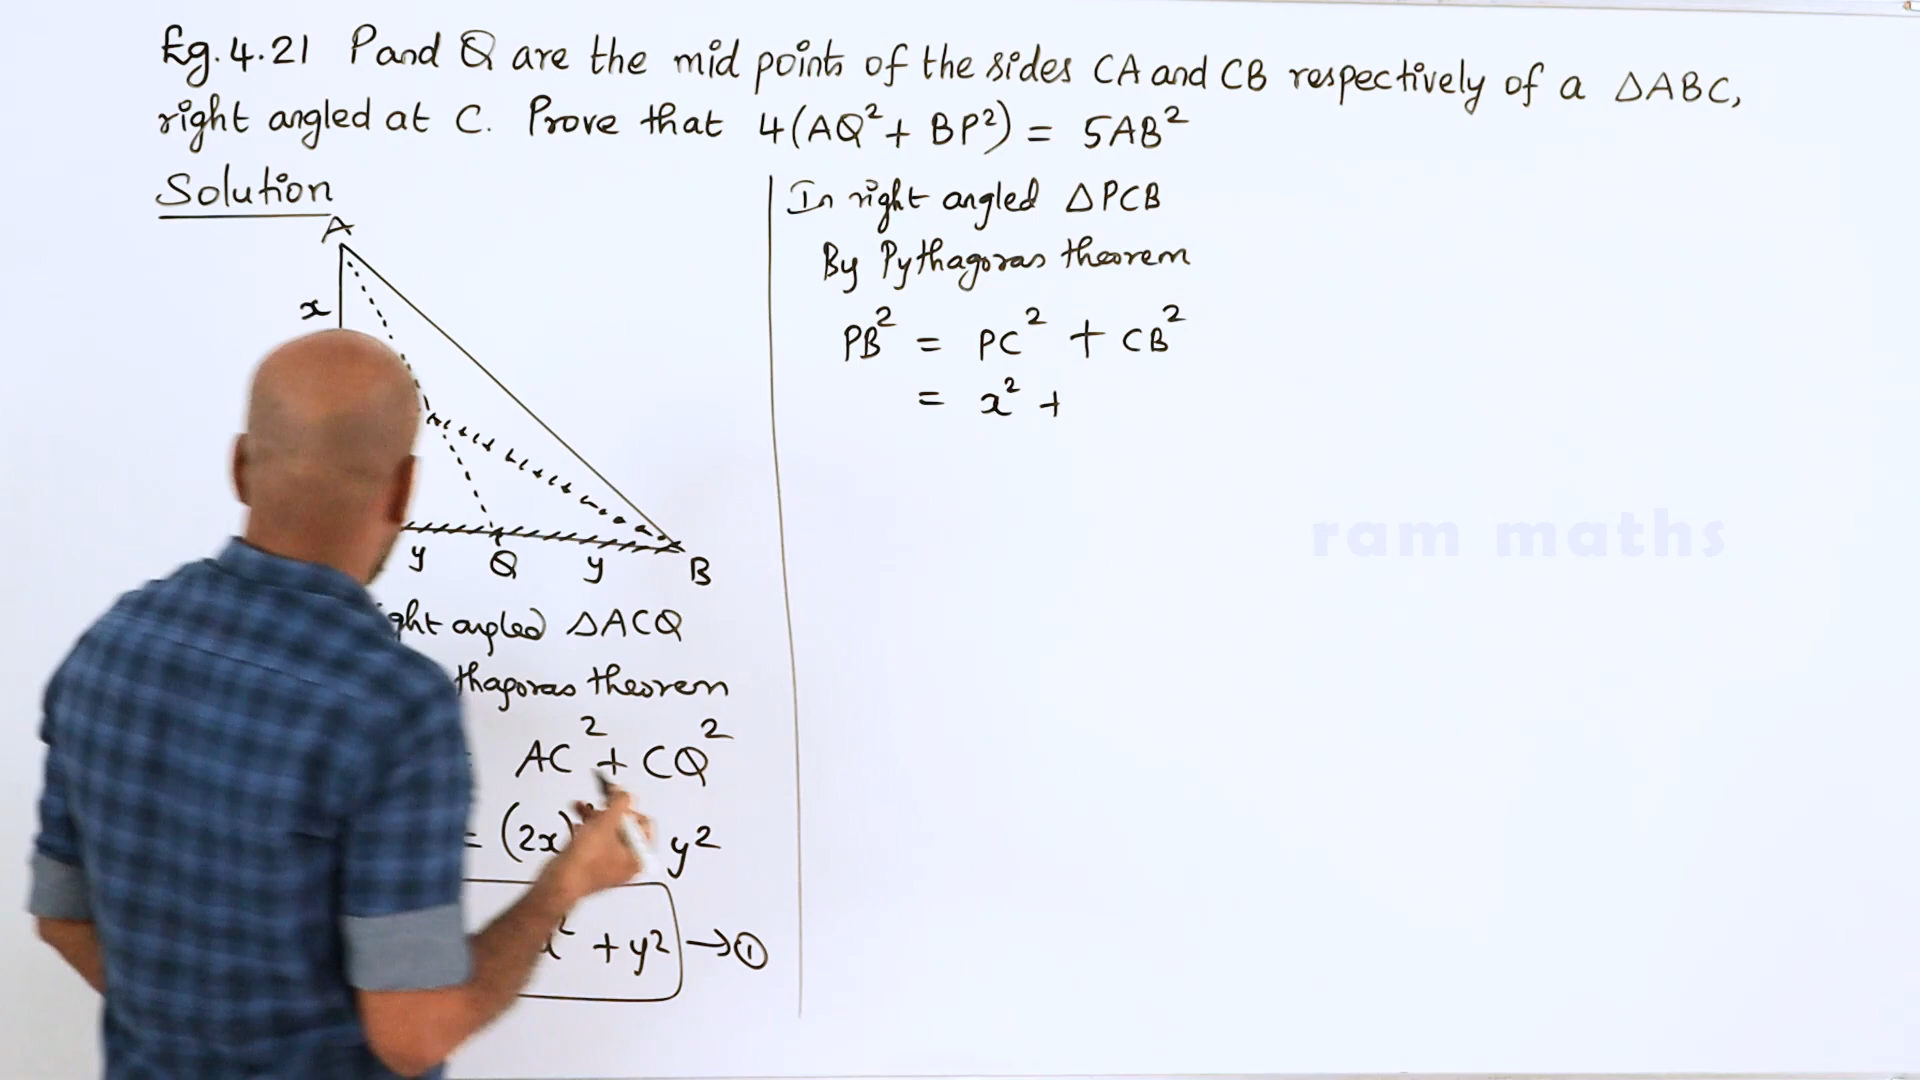 Eg. 4.21 P and Q are the mid points of the sides CA and CB respectively of a △ABC,
right angled at C. Prove that 4(AQ² + BP²) = 5AB²
Solution
A
x
y Q y B
angled △ACQ
theorem
AC² + CQ²
= (2x) y²
+ y² → ①
In right angled △PCB
By Pythagoras theorem
PB² = PC² + CB²
= x² +
ram maths